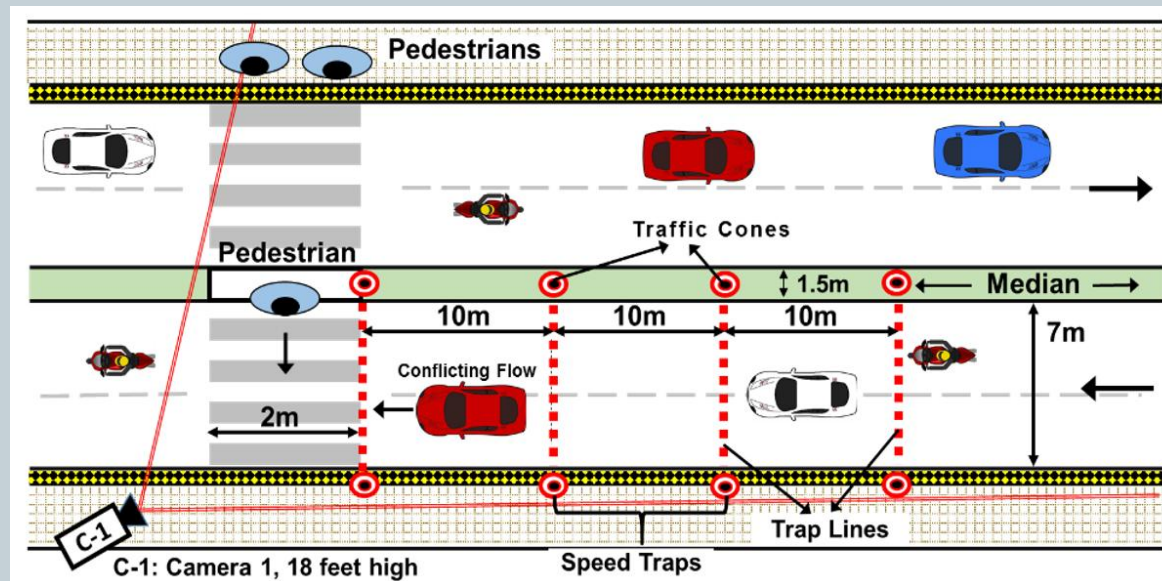 Pedestrians
Traffic Cones
Pedestrian
1.5m
Median
10m
10m
10m
7m
Conflicting Flow
2m
C-1
Trap Lines
C-1: Camera 1, 18 feet high
Speed Traps